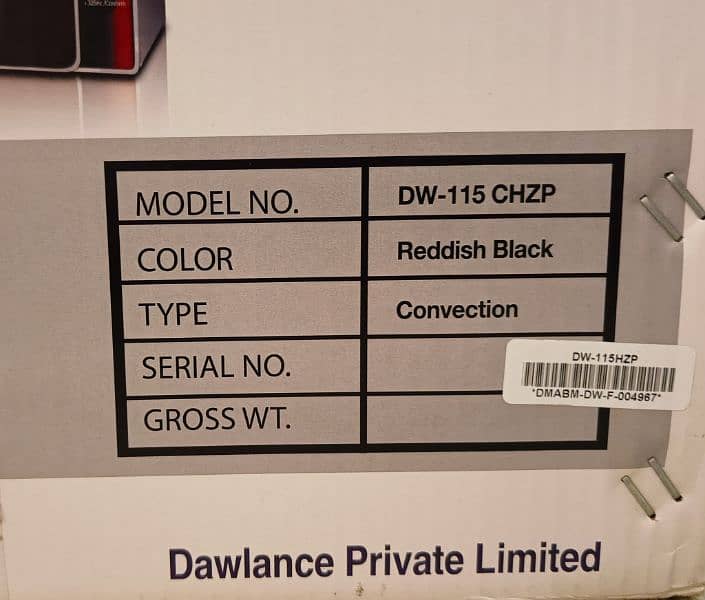 MODEL NO. DW-115 CHZP
COLOR Reddish Black
TYPE Convection
SERIAL NO.
DW-115HZP
*DMABM-DW-F-004967*
GROSS WT.
Dawlance Private Limited